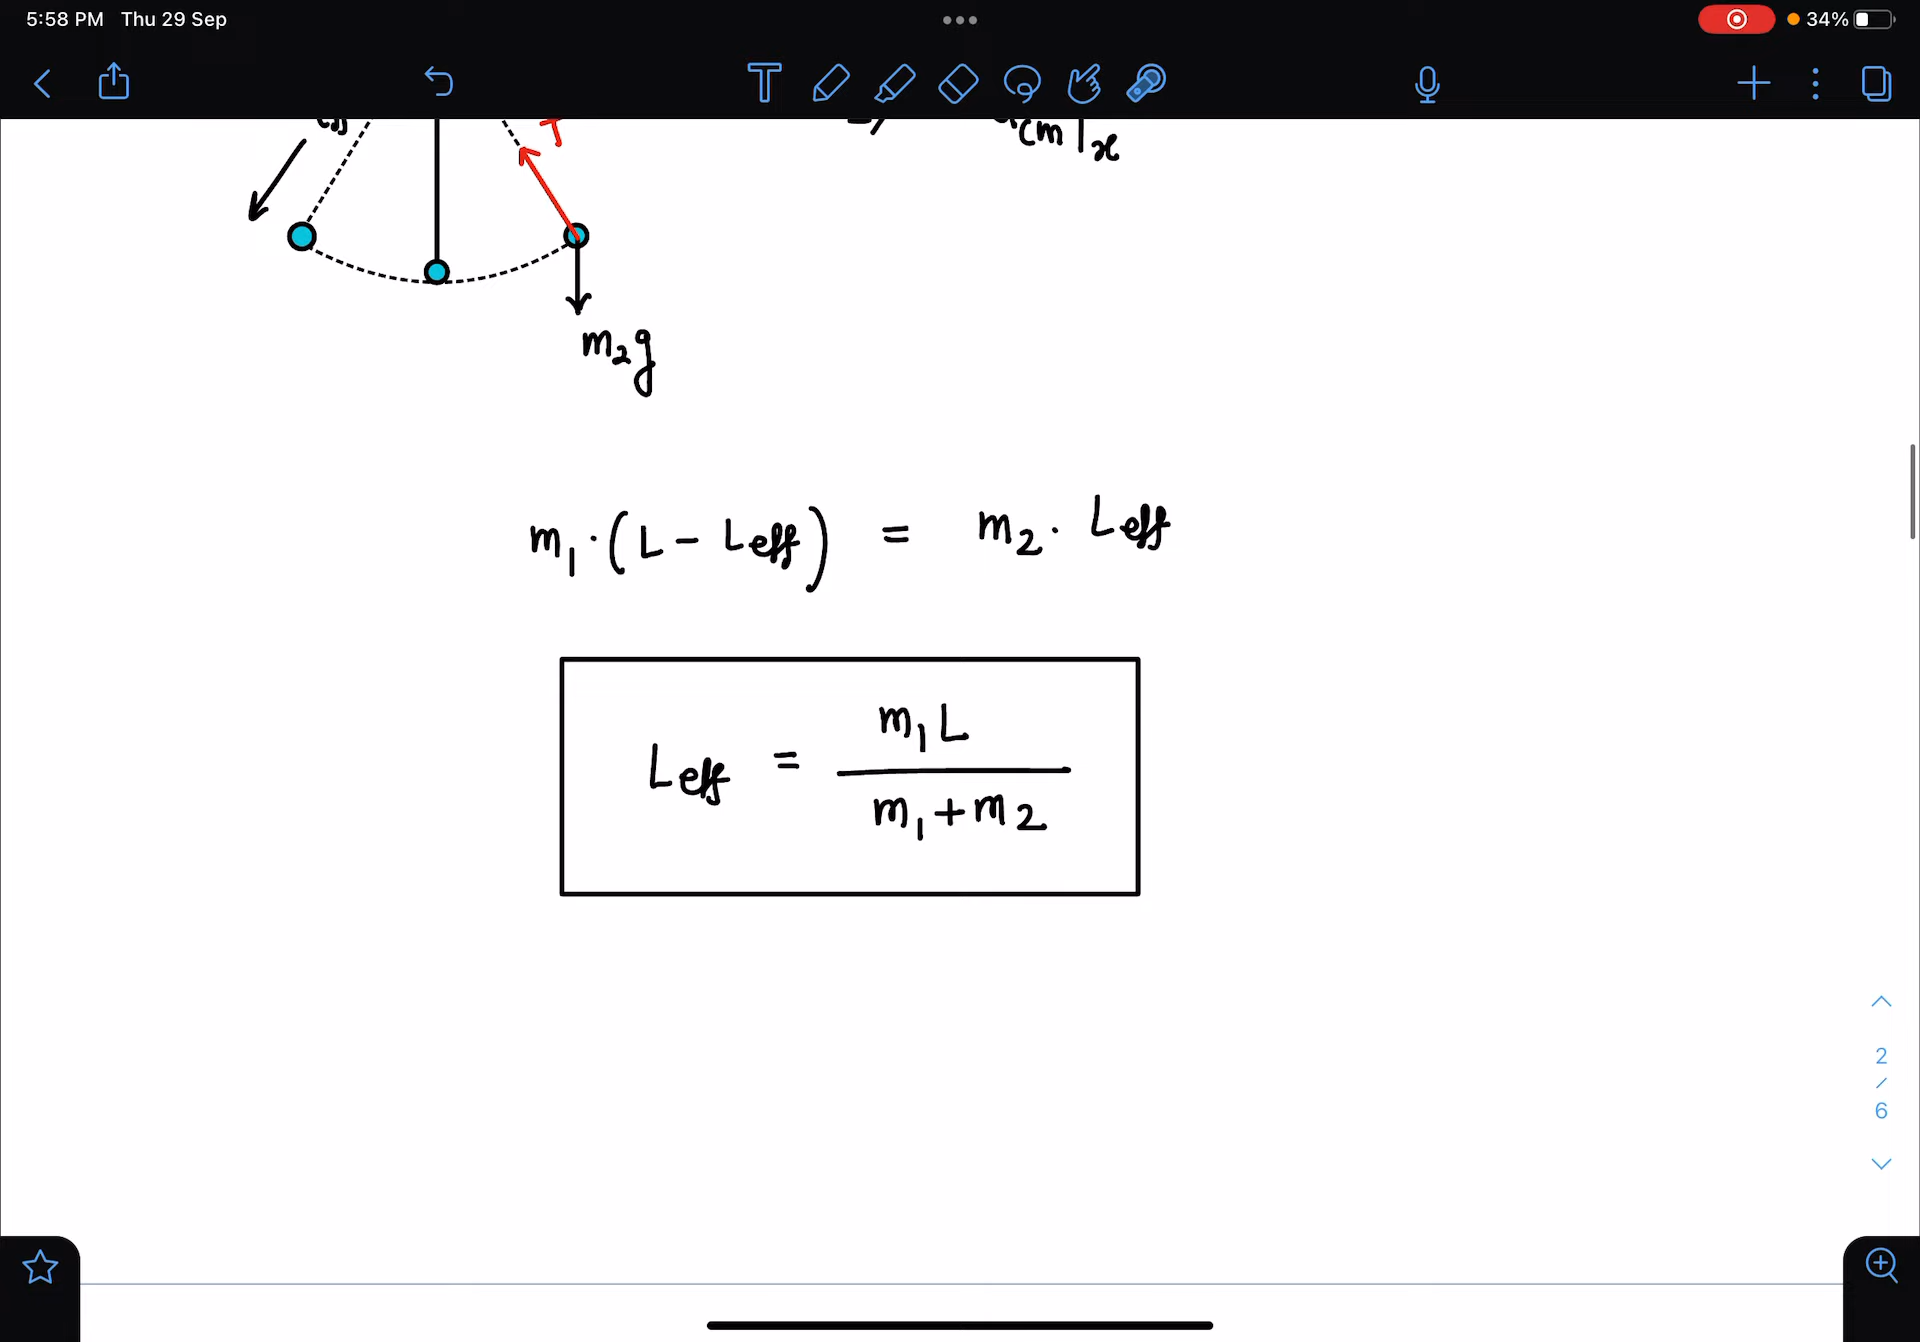 5:58 PM Thu 29 Sep
34%
T
m₂g
m₁·(L - Leff) = m₂·Leff
Leff = m₁L
m₁+m₂
2
/
6